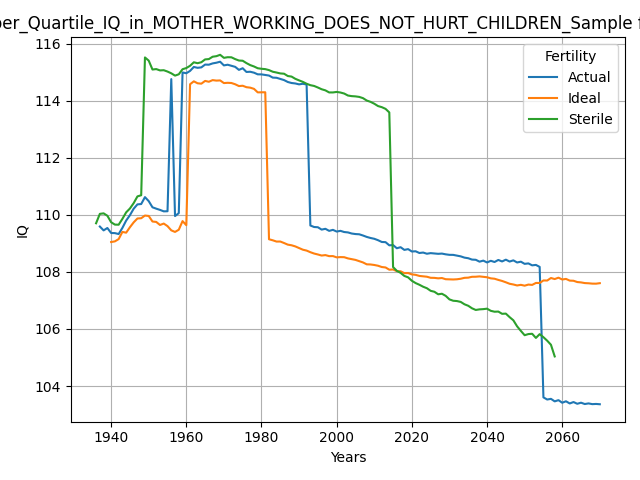 per_Quartile_IQ_in_MOTHER_WORKING_DOES_NOT_HURT_CHILDREN_Sample
116
114
112
110
108
106
104
IQ
1940
1960
1980
2000
2020
2040
2060
Years
Fertility
Actual
Ideal
Sterile